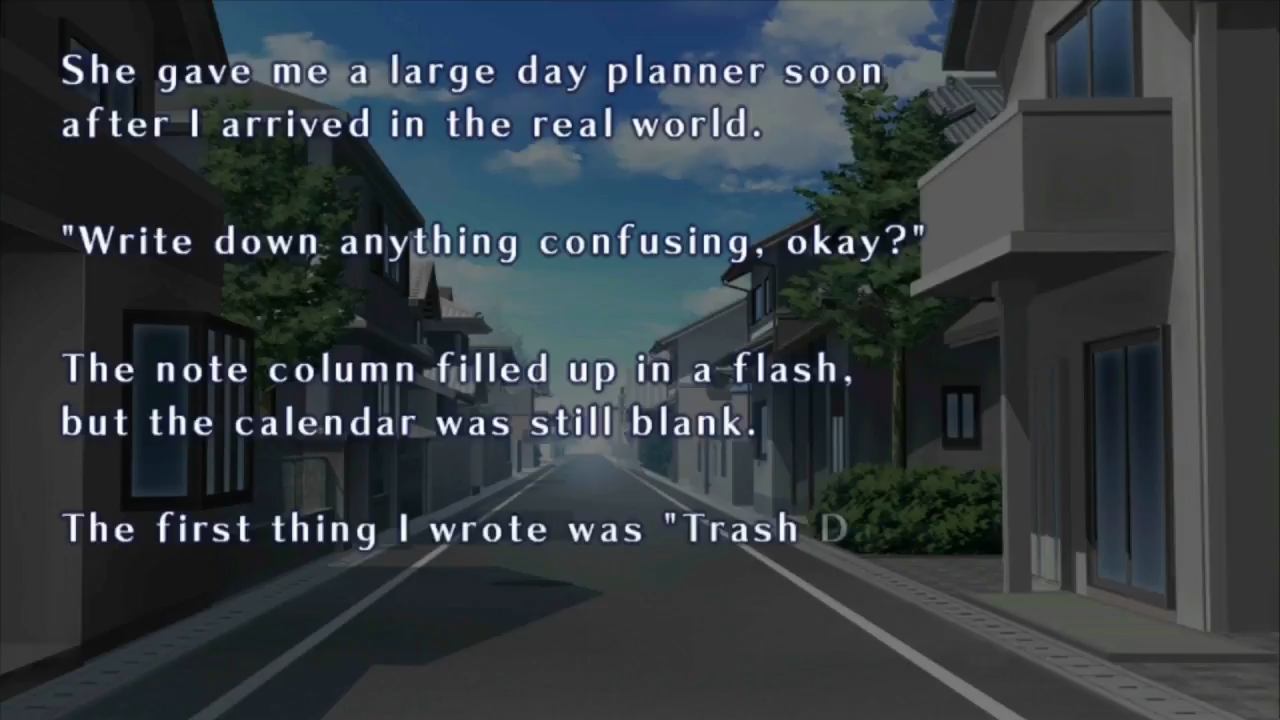 She gave me a large day planner soon
after I arrived in the real world.
"Write down anything confusing, okay?"
The note column filled up in a flash,
but the calendar was still blank.
The first thing I wrote was "Trash D